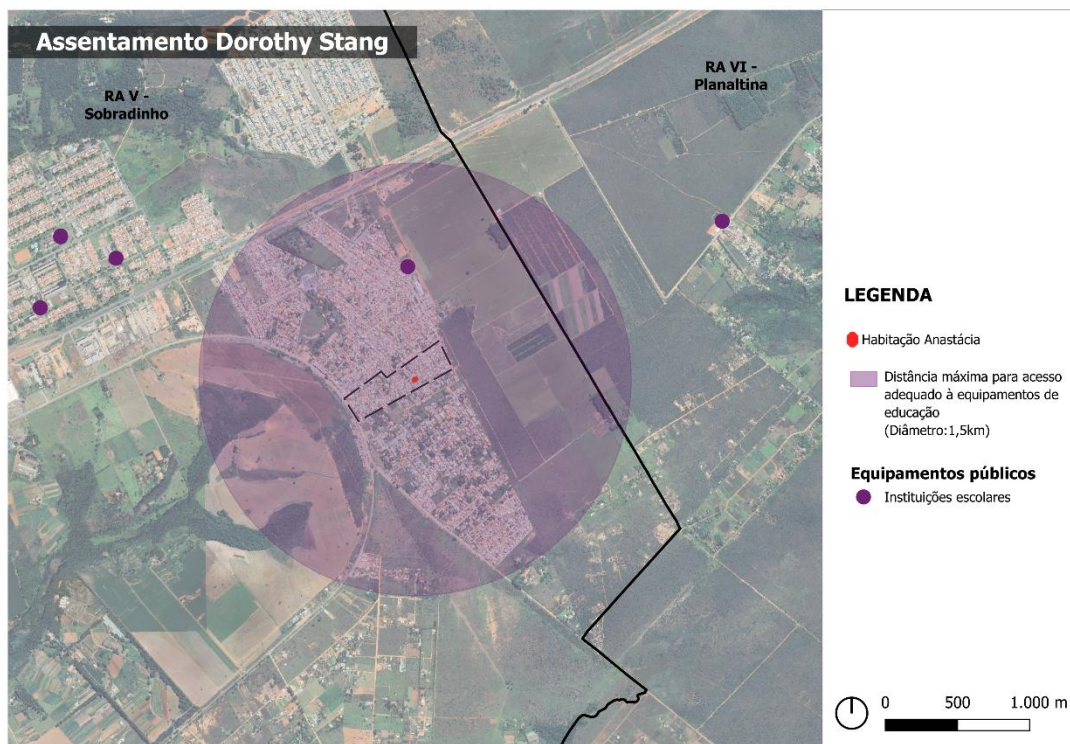 Assentamento Dorothy Stang
RA V -
Sobradinho
RA VI -
Planaltina
LEGENDA
Habitação Anastácia
Distância máxima para acesso
adequado à equipamentos de
educação
(Diâmetro:1,5km)
Equipamentos públicos
Instituições escolares
0 500 1.000 m